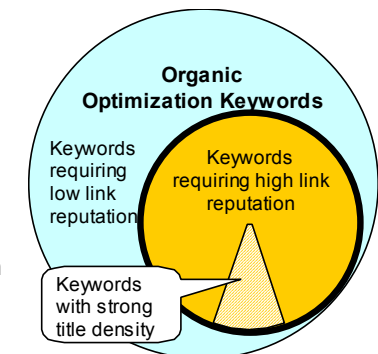 Organic
Optimization Keywords
Keywords
requiring
low link
reputation
Keywords
requiring high link
reputation
Keywords
with strong
title density